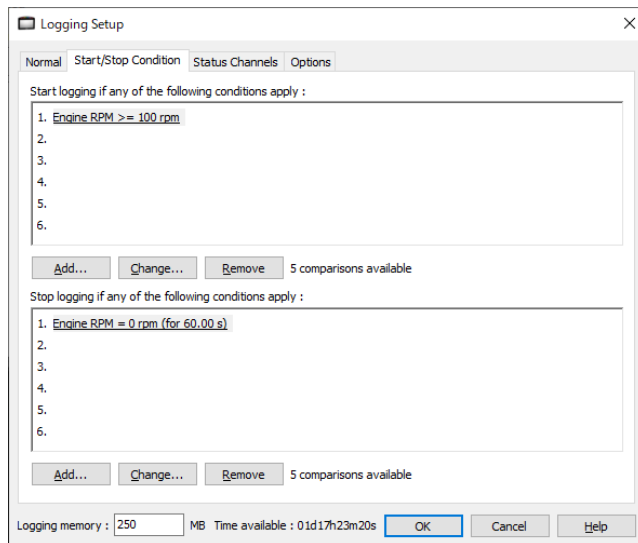 Logging Setup
Normal Start/Stop Condition Status Channels Options
Start logging if any of the following conditions apply :
1. Engine RPM >= 100 rpm
2.
3.
4.
5.
6.
Add... Change... Remove 5 comparisons available
Stop logging if any of the following conditions apply :
1. Engine RPM = 0 rpm (for 60.00 s)
2.
3.
4.
5.
6.
Add... Change... Remove 5 comparisons available
Logging memory : 250 MB Time available : 01d17h23m20s OK Cancel Help